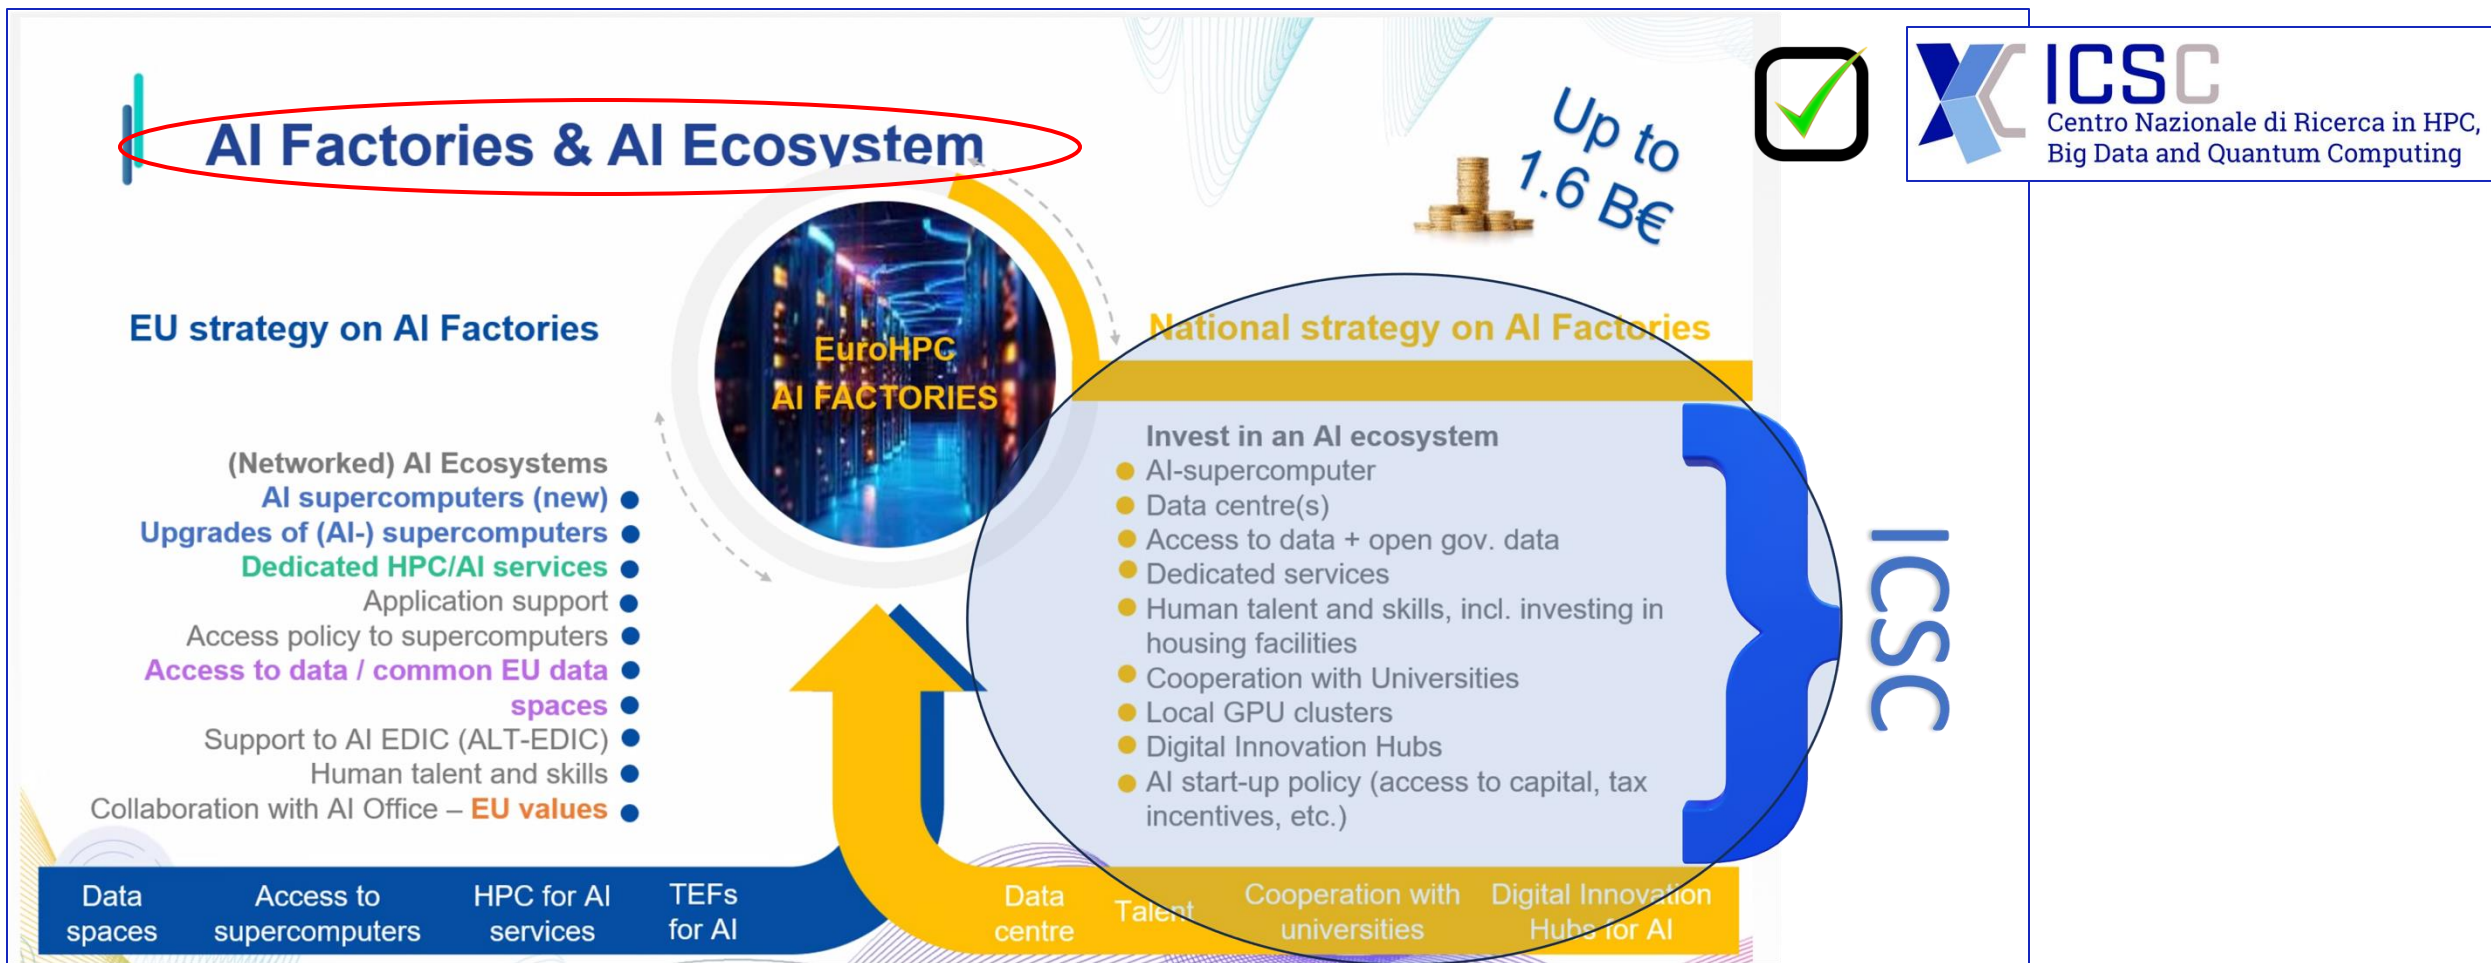 AI Factories & AI Ecosystem
Up to
1.6 B€
ICSC
Centro Nazionale di Ricerca in HPC,
Big Data and Quantum Computing
EU strategy on AI Factories
EuroHPC
AI FACTORIES
National strategy on AI Factories
(Networked) AI Ecosystems
AI supercomputers (new)
Upgrades of (AI-) supercomputers
Dedicated HPC/AI services
Application support
Access policy to supercomputers
Access to data / common EU data
spaces
Support to AI EDIC (ALT-EDIC)
Human talent and skills
Collaboration with AI Office – EU values
Invest in an AI ecosystem
AI-supercomputer
Data centre(s)
Access to data + open gov. data
Dedicated services
Human talent and skills, incl. investing in
housing facilities
Cooperation with Universities
Local GPU clusters
Digital Innovation Hubs
AI start-up policy (access to capital, tax
incentives, etc.)
ICSC
Data
spaces
Access to
supercomputers
HPC for AI
services
TEFs
for AI
Data
centre
Talent
Cooperation with
universities
Digital Innovation
Hubs for AI